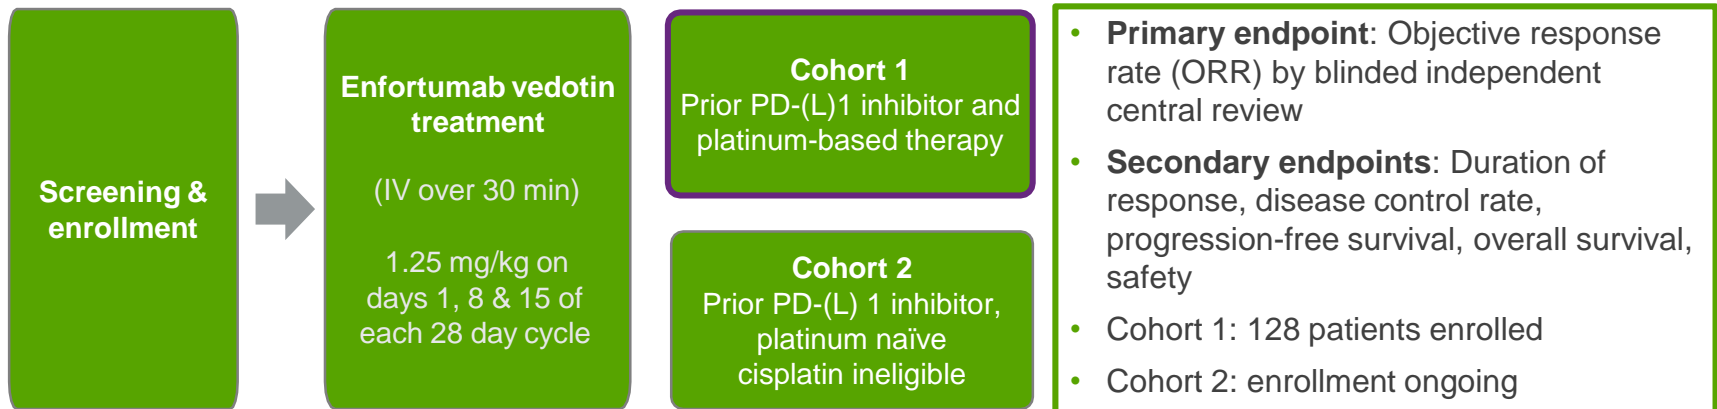 Screening &
enrollment
Enfortumab vedotin
treatment
(IV over 30 min)
1.25 mg/kg on
days 1, 8 & 15 of
each 28 day cycle
Cohort 1
Prior PD-(L)1 inhibitor and
platinum-based therapy
Cohort 2
Prior PD-(L) 1 inhibitor,
platinum naïve
cisplatin ineligible
• Primary endpoint: Objective response
rate (ORR) by blinded independent
central review
• Secondary endpoints: Duration of
response, disease control rate,
progression-free survival, overall survival,
safety
• Cohort 1: 128 patients enrolled
• Cohort 2: enrollment ongoing